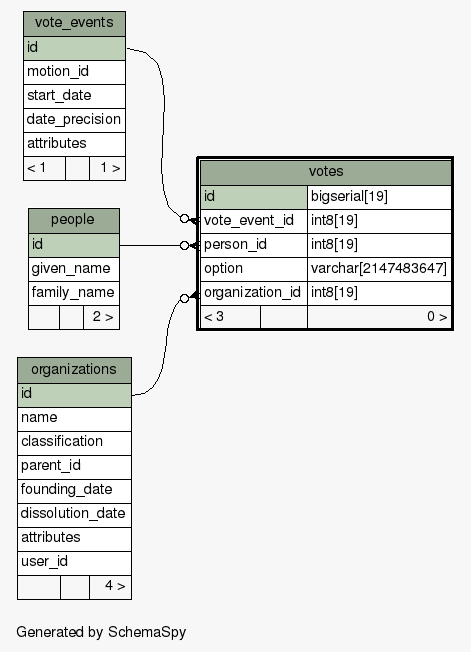 vote_events
id
motion_id
start_date
date_precision
attributes
< 1 1 >
people
id
given_name
family_name
2 >
organizations
id
name
classification
parent_id
founding_date
dissolution_date
attributes
user_id
4 >
votes
id bigserial[19]
vote_event_id int8[19]
person_id int8[19]
option varchar[2147483647]
organization_id int8[19]
< 3 0 >
Generated by SchemaSpy